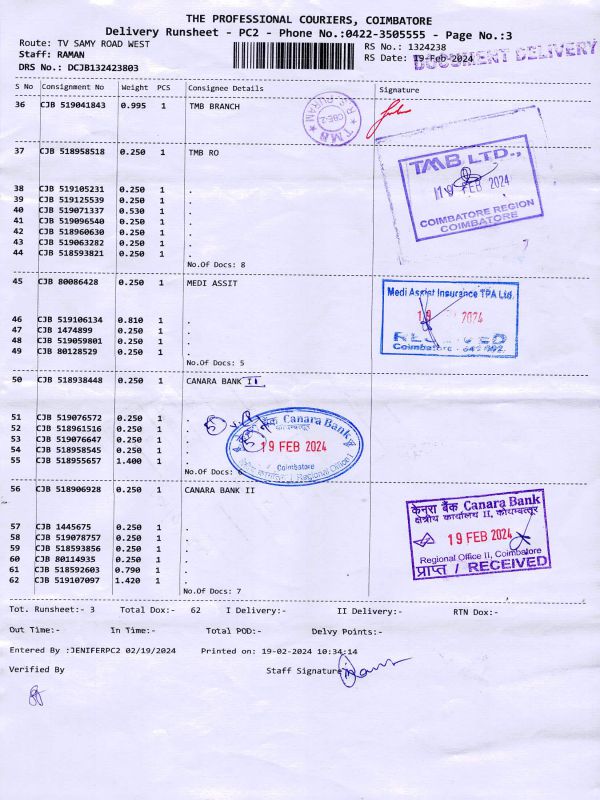 THE PROFESSIONAL COURIERS, COIMBATORE
Delivery Runsheet - PC2 - Phone No.:0422-3505555 - Page No.:3
Route: TV SAMY ROAD WEST
RS No.: 1324238
Staff: RAMAN
RS Date: 19-Feb-2024
DOCUMENT DELIVERY
DRS No.: DCJB132423803
S No Consignment No Weight PCS Consignee Details Signature
36 CJB 519041843 0.995 1 TMB BRANCH
R.S. PURAM
CBE-2
TMB
37 CJB 518958518 0.250 1 TMB RO
TMB LTD.,
19 FEB 2024
COIMBATORE REGION
COIMBATORE
38 CJB 519105231 0.250 1 .
39 CJB 519125539 0.250 1 .
40 CJB 519071337 0.530 1 .
41 CJB 519096540 0.250 1 .
42 CJB 518960630 0.250 1 .
43 CJB 519063282 0.250 1 .
44 CJB 518593821 0.250 1 .
No.Of Docs: 8
45 CJB 80086428 0.250 1 MEDI ASSIT
Medi Assist Insurance TPA Ltd.
19 2024
Coimbatore
46 CJB 519106134 0.810 1 .
47 CJB 1474899 0.250 1 .
48 CJB 519059801 0.250 1 .
49 CJB 80128529 0.250 1 .
No.Of Docs: 5
50 CJB 518938448 0.250 1 CANARA BANK II
51 CJB 519076572 0.250 1 .
52 CJB 518961516 0.250 1 .
53 CJB 519076647 0.250 1 .
54 CJB 518958545 0.250 1 .
55 CJB 518955657 1.400 1 .
No.Of Docs: 6
केनरा बैंक Canara Bank
कोयम्बत्तूर
19 FEB 2024
Coimbatore
Regional Office I
56 CJB 518906928 0.250 1 CANARA BANK II
केनरा बैंक Canara Bank
क्षेत्रीय कार्यालय II, कोयम्बत्तूर
19 FEB 2024
Regional Office II, Coimbatore
प्राप्त / RECEIVED
57 CJB 1445675 0.250 1 .
58 CJB 519078757 0.250 1 .
59 CJB 518593856 0.250 1 .
60 CJB 80114935 0.250 1 .
61 CJB 518592603 0.790 1 .
62 CJB 519107097 1.420 1 .
No.Of Docs: 7
Tot. Runsheet:- 3 Total Dox:- 62 I Delivery:- II Delivery:- RTN Dox:-
Out Time:- In Time:- Total POD:- Delvy Points:-
Entered By :JENIFERPC2 02/19/2024 Printed on: 19-02-2024 10:34:14
Verified By Staff Signature